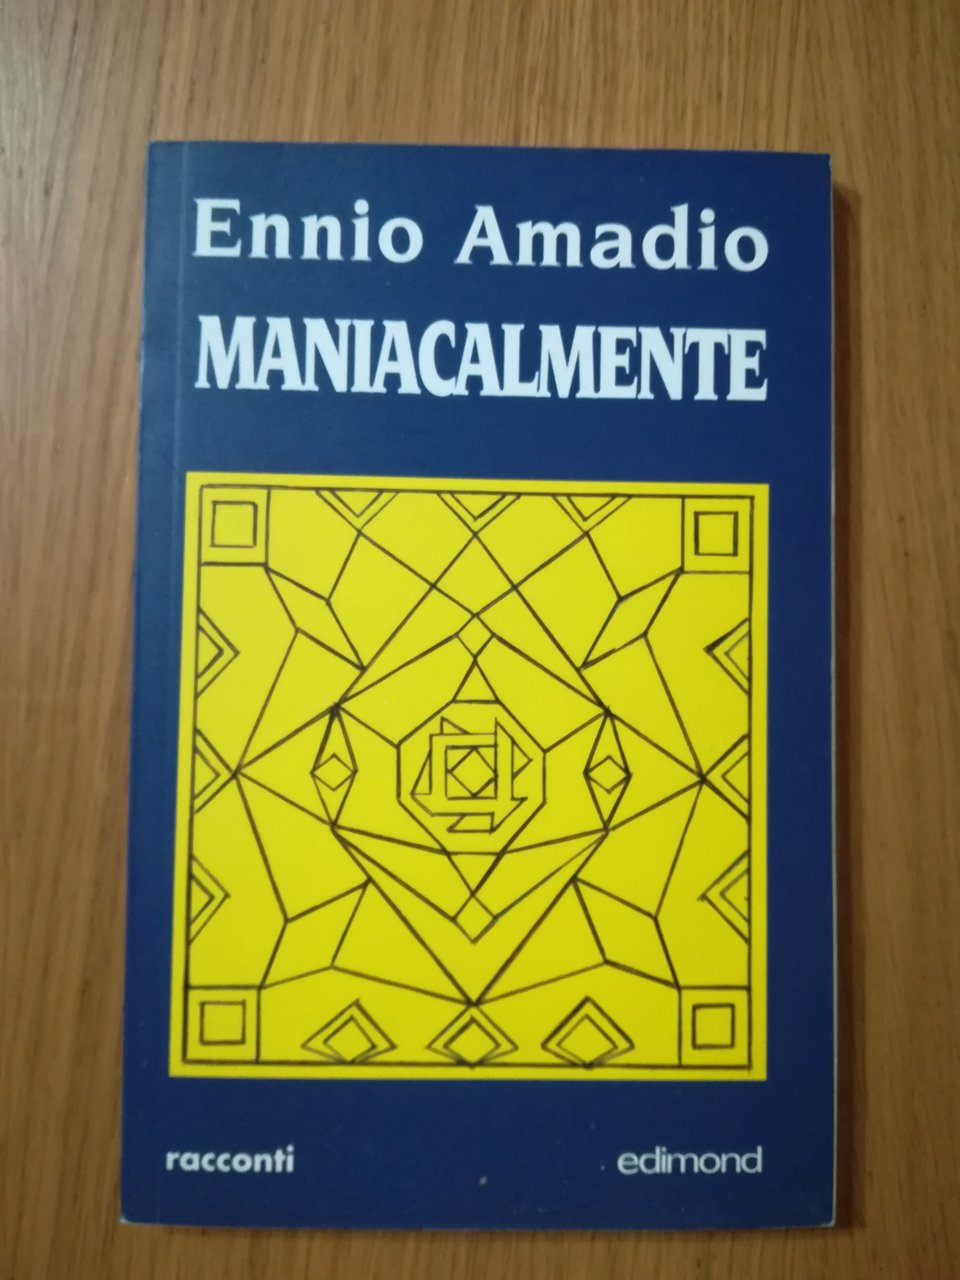 Ennio Amadio
MANIACALMENTE
racconti
edimond